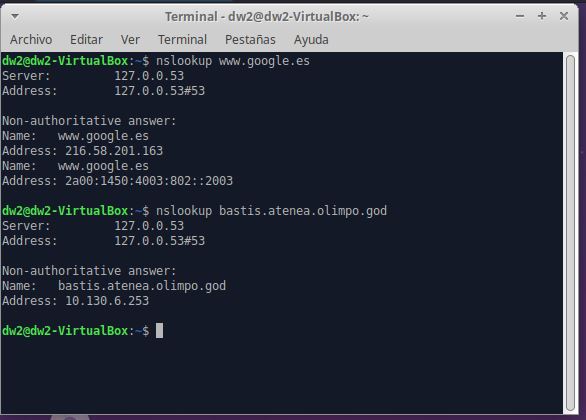 Terminal - dw2@dw2-VirtualBox: ~
Archivo Editar Ver Terminal Pestañas Ayuda
dw2@dw2-VirtualBox:~$ nslookup www.google.es
Server: 127.0.0.53
Address: 127.0.0.53#53
Non-authoritative answer:
Name: www.google.es
Address: 216.58.201.163
Name: www.google.es
Address: 2a00:1450:4003:802::2003
dw2@dw2-VirtualBox:~$ nslookup bastis.atenea.olimpo.god
Server: 127.0.0.53
Address: 127.0.0.53#53
Non-authoritative answer:
Name: bastis.atenea.olimpo.god
Address: 10.130.6.253
dw2@dw2-VirtualBox:~$